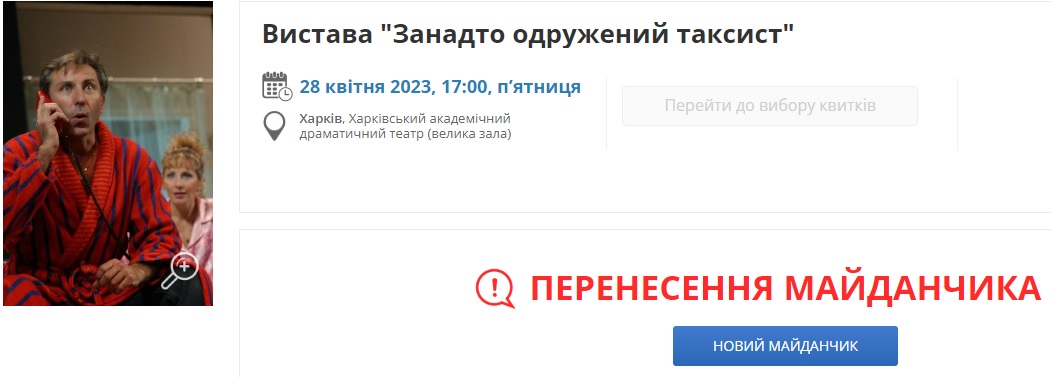 Вистава "Занадто одружений таксист"
28 квітня 2023, 17:00, п’ятниця
Перейти до вибору квитків
Харків, Харківський академічний
драматичний театр (велика зала)
ПЕРЕНЕСЕННЯ МАЙДАНЧИКА
НОВИЙ МАЙДАНЧИК